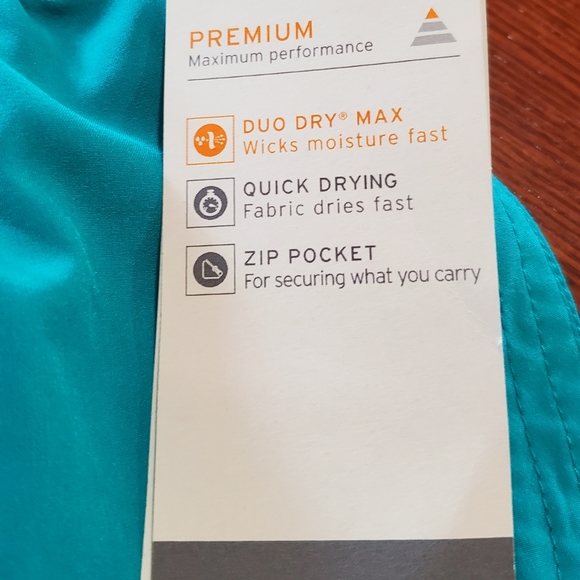 PREMIUM
Maximum performance
DUO DRY® MAX
Wicks moisture fast
QUICK DRYING
Fabric dries fast
ZIP POCKET
For securing what you carry